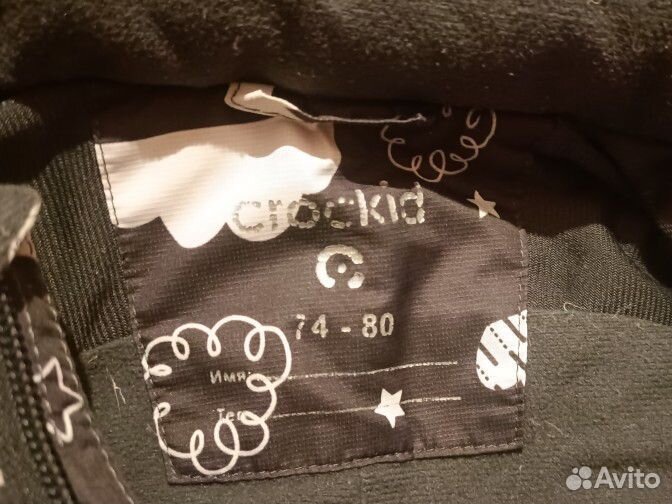 crockid
74 - 80
Имя
Тел
Avito